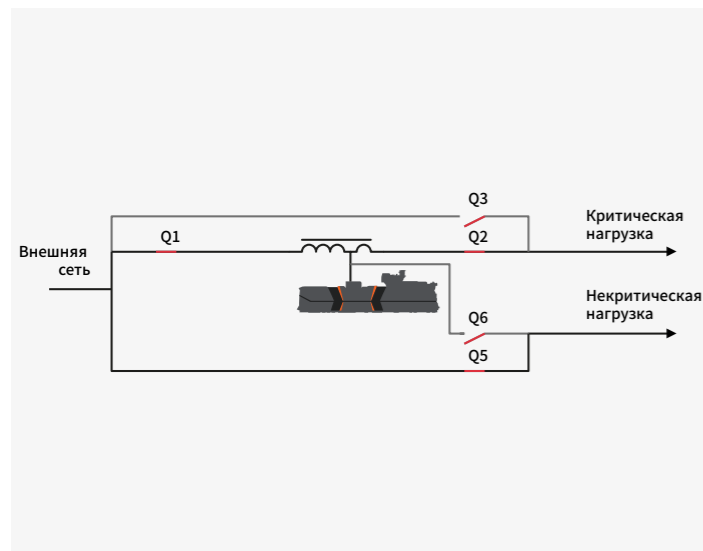 Q3
Критическая
нагрузка
Q1
Q2
Внешняя
сеть
Некритическая
нагрузка
Q6
Q5